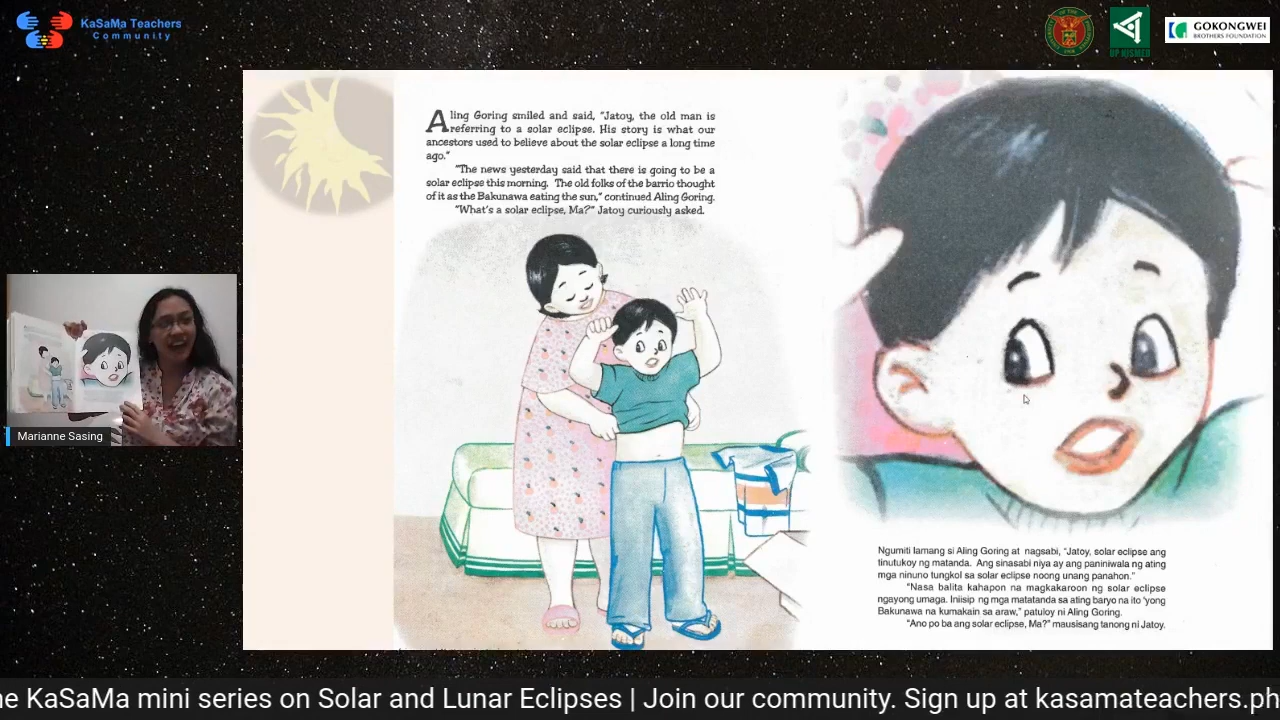 KaSaMa Teachers
Community
GOKONGWEI
BROTHERS FOUNDATION
UP NISMED
Aling Goring smiled and said, "Jatoy, the old man is
referring to a solar eclipse. His story is what our
ancestors used to believe about the solar eclipse a long time
ago."
"The news yesterday said that there is going to be a
solar eclipse this morning. The old folks of the barrio thought
of it as the Bakunawa eating the sun," continued Aling Goring.
"What's a solar eclipse, Ma?" Jatoy curiously asked.
Marianne Sasing
Ngumiti lamang si Aling Goring at nagsabi, "Jatoy, solar eclipse ang
tinutukoy ng matanda. Ang sinasabi niya ay ang paniniwala ng ating
mga ninuno tungkol sa solar eclipse noong unang panahon."
"Nasa balita kahapon na magkakaroon ng solar eclipse
ngayong umaga. Iniisip ng mga matatanda sa ating baryo na ito 'yong
Bakunawa na kumakain sa araw," patuloy ni Aling Goring.
"Ano po ba ang solar eclipse, Ma?" mausisang tanong ni Jatoy.
he KaSaMa mini series on Solar and Lunar Eclipses | Join our community. Sign up at kasamateachers.ph